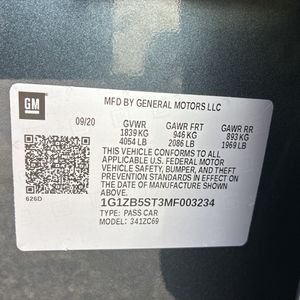 GM
MFD BY GENERAL MOTORS LLC
09/20 GVWR GAWR FRT GAWR RR
1839 KG 946 KG 893 KG
4054 LB 2086 LB 1969 LB
THIS VEHICLE CONFORMS TO ALL
APPLICABLE U.S. FEDERAL MOTOR
VEHICLE SAFETY, BUMPER, AND THEFT
PREVENTION STANDARDS IN EFFECT
ON THE DATE OF MANUFACTURE SHOWN ABOVE.
1G1ZB5ST3MF003234
626D
TYPE: PASS CAR
MODEL: 341ZC69